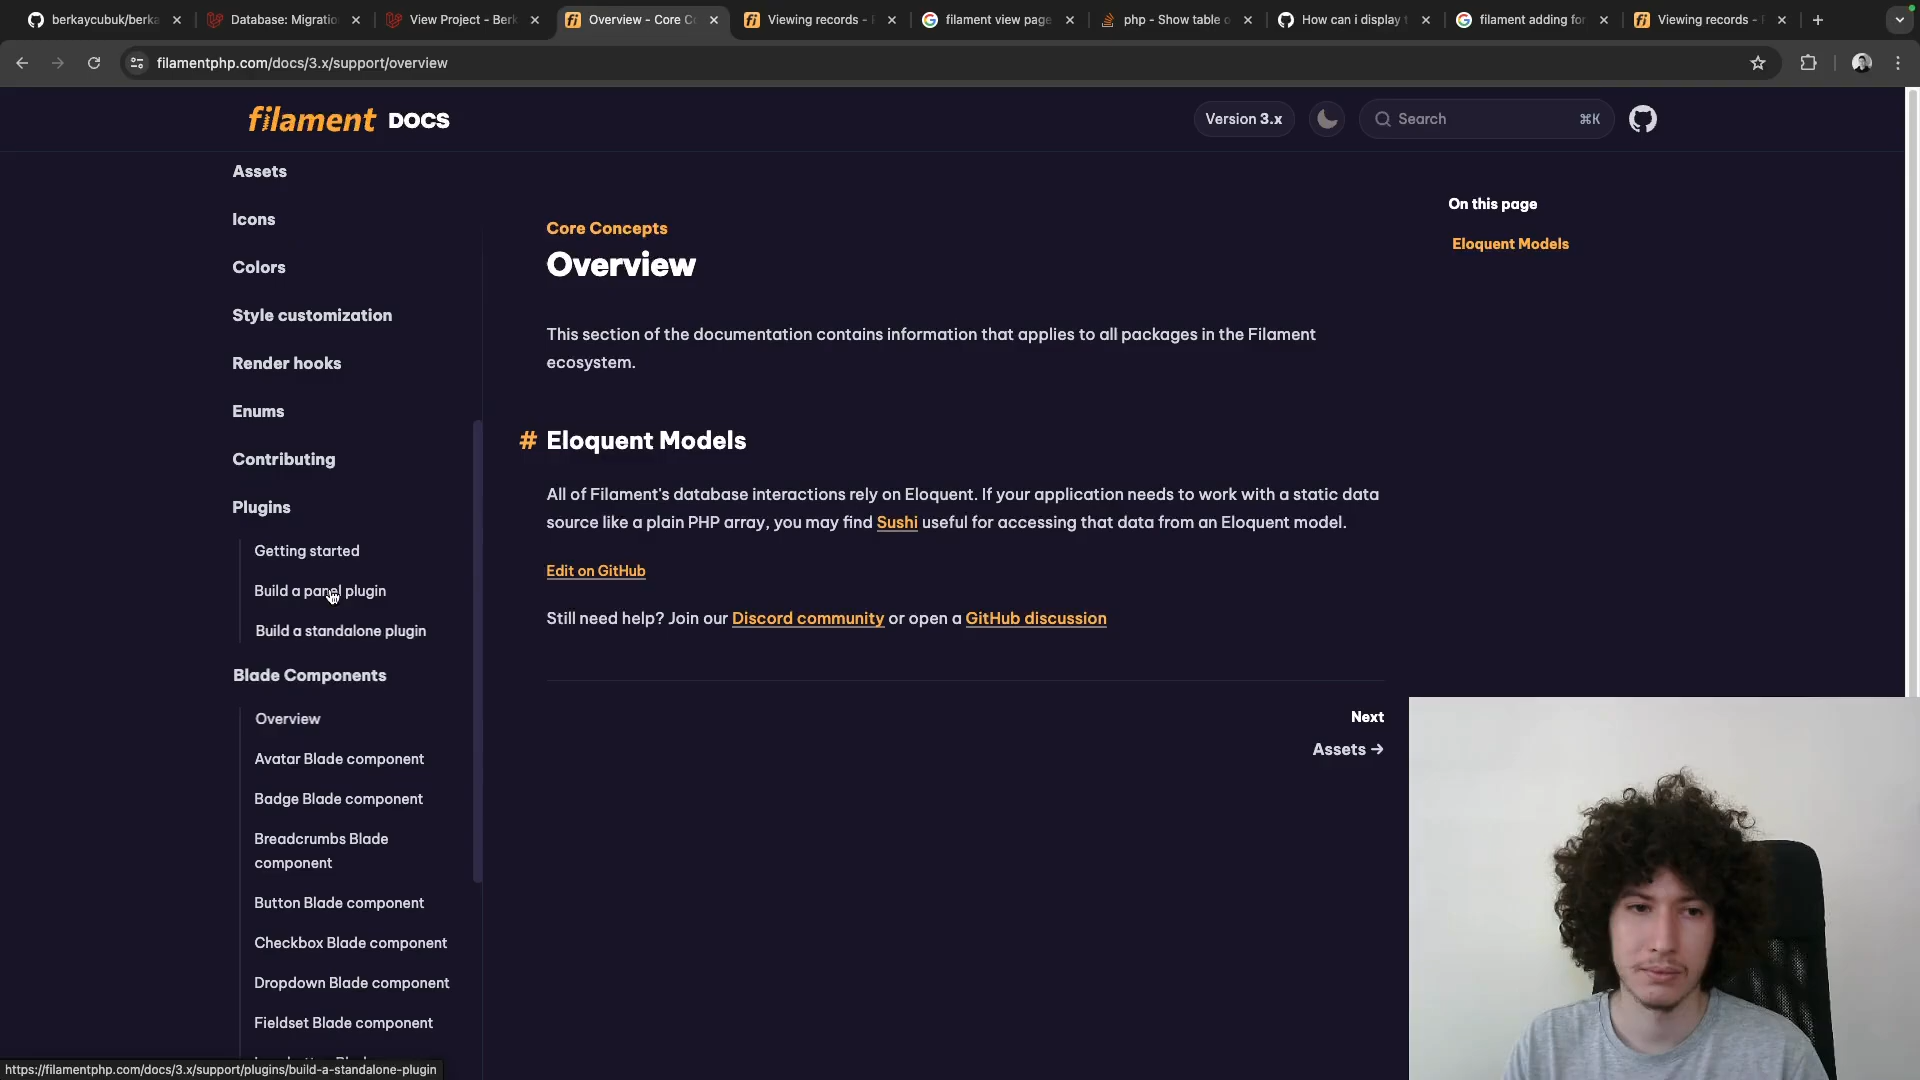 berkaycubuk/berka
Database: Migratio
View Project - Berk
Overview - Core C
Viewing records -
filament view page
php - Show table o
How can i display
filament adding for
Viewing records -
filamentphp.com/docs/3.x/support/overview
filament DOCS
Version 3.x
Search
⌘K
Assets
Icons
Colors
Style customization
Render hooks
Enums
Contributing
Plugins
Getting started
Build a panel plugin
Build a standalone plugin
Blade Components
Overview
Avatar Blade component
Badge Blade component
Breadcrumbs Blade
component
Button Blade component
Checkbox Blade component
Dropdown Blade component
Fieldset Blade component
Core Concepts
Overview
This section of the documentation contains information that applies to all packages in the Filament
ecosystem.
# Eloquent Models
All of Filament's database interactions rely on Eloquent. If your application needs to work with a static data
source like a plain PHP array, you may find Sushi useful for accessing that data from an Eloquent model.
Edit on GitHub
Still need help? Join our Discord community or open a GitHub discussion
Next
Assets →
On this page
Eloquent Models
https://filamentphp.com/docs/3.x/support/plugins/build-a-standalone-plugin